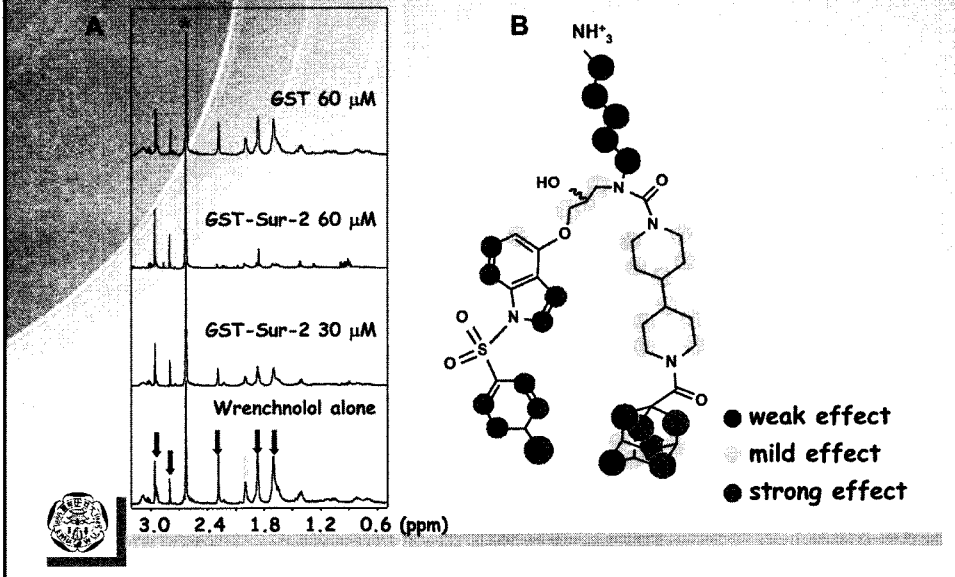 A
*
GST 60 μM
GST-Sur-2 60 μM
GST-Sur-2 30 μM
Wrenchnolol alone
3.0 2.4 1.8 1.2 0.6 (ppm)
B
NH⁺₃
HO
N
O
O
N
N
O
S
O
N
O
weak effect
mild effect
strong effect